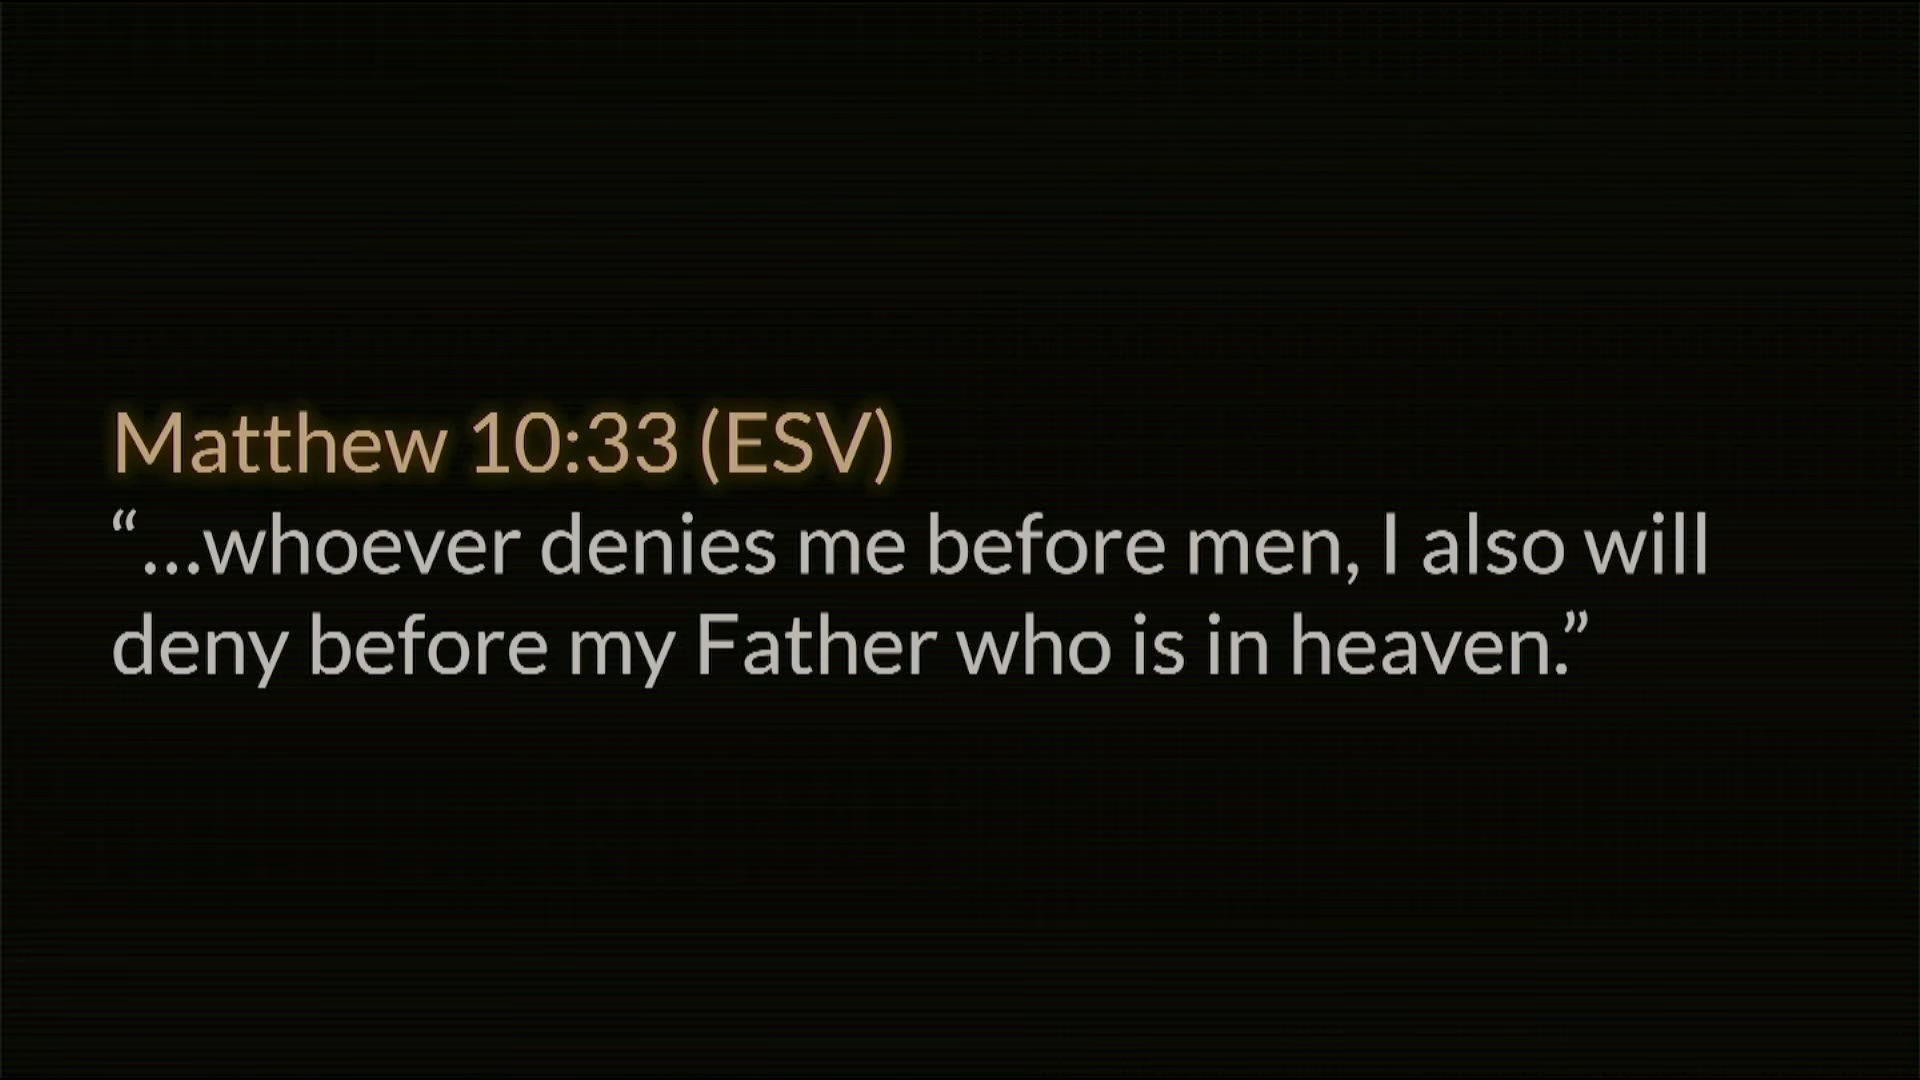 Matthew 10:33 (ESV)
“...whoever denies me before men, I also will
deny before my Father who is in heaven.”